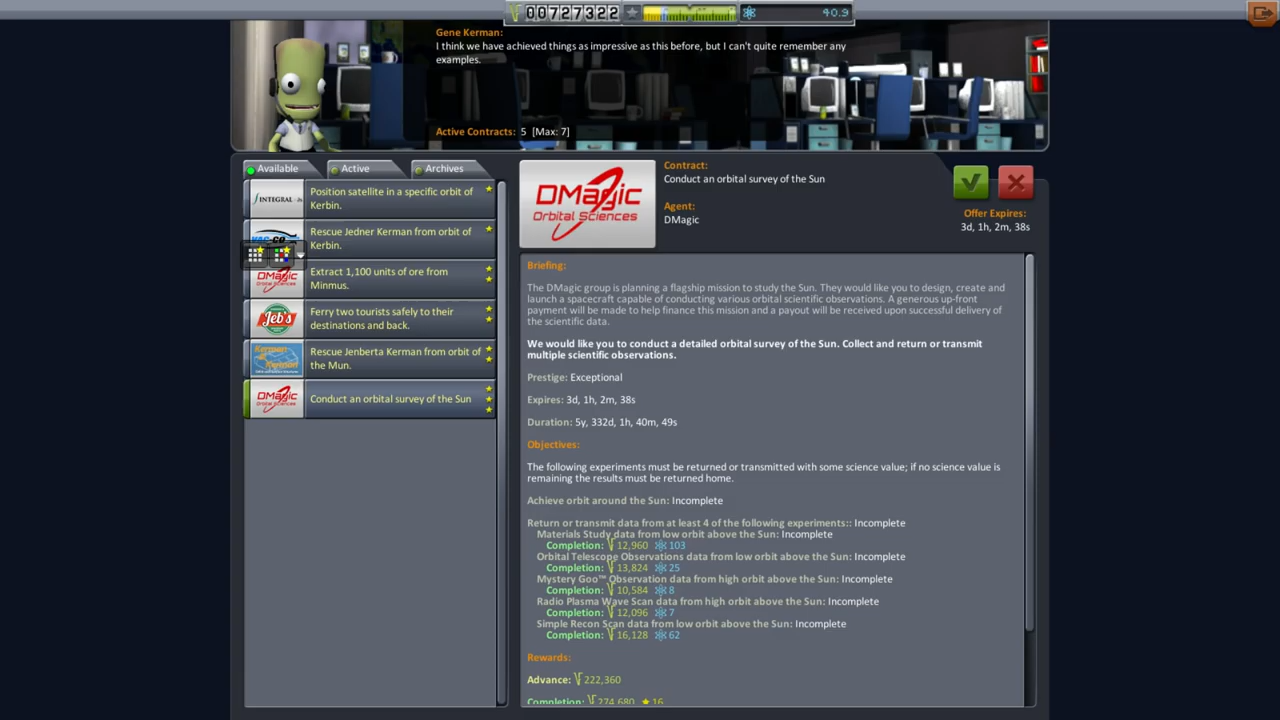 00727322
40.9
Gene Kerman:
I think we have achieved things as impressive as this before, but I can't quite remember any
examples.
Active Contracts: 5 [Max: 7]
Available
Active
Archives
INTEGRAL
Position satellite in a specific orbit of
Kerbin.
Rescue Jedner Kerman from orbit of
Kerbin.
DMagic
Extract 1,100 units of ore from
Minmus.
Jeb's
Ferry two tourists safely to their
destinations and back.
Kerman
Rescue Jenberta Kerman from orbit of
the Mun.
DMagic
Conduct an orbital survey of the Sun
DMagic
Orbital Sciences
Contract:
Conduct an orbital survey of the Sun
Agent:
DMagic
Offer Expires:
3d, 1h, 2m, 38s
Briefing:
The DMagic group is planning a flagship mission to study the Sun. They would like you to design, create and
launch a spacecraft capable of conducting various orbital scientific observations. A generous up-front
payment will be made to help finance this mission and a payout will be received upon successful delivery of
the scientific data.
We would like you to conduct a detailed orbital survey of the Sun. Collect and return or transmit
multiple scientific observations.
Prestige: Exceptional
Expires: 3d, 1h, 2m, 38s
Duration: 5y, 332d, 1h, 40m, 49s
Objectives:
The following experiments must be returned or transmitted with some science value; if no science value is
remaining the results must be returned home.
Achieve orbit around the Sun: Incomplete
Return or transmit data from at least 4 of the following experiments:: Incomplete
Materials Study data from low orbit above the Sun: Incomplete
Completion: 12,960 103
Orbital Telescope Observations data from low orbit above the Sun: Incomplete
Completion: 13,824 25
Mystery Goo™ Observation data from high orbit above the Sun: Incomplete
Completion: 10,584 8
Radio Plasma Wave Scan data from high orbit above the Sun: Incomplete
Completion: 12,096 7
Simple Recon Scan data from low orbit above the Sun: Incomplete
Completion: 16,128 62
Rewards:
Advance: 222,360
Completion: 274,680 16